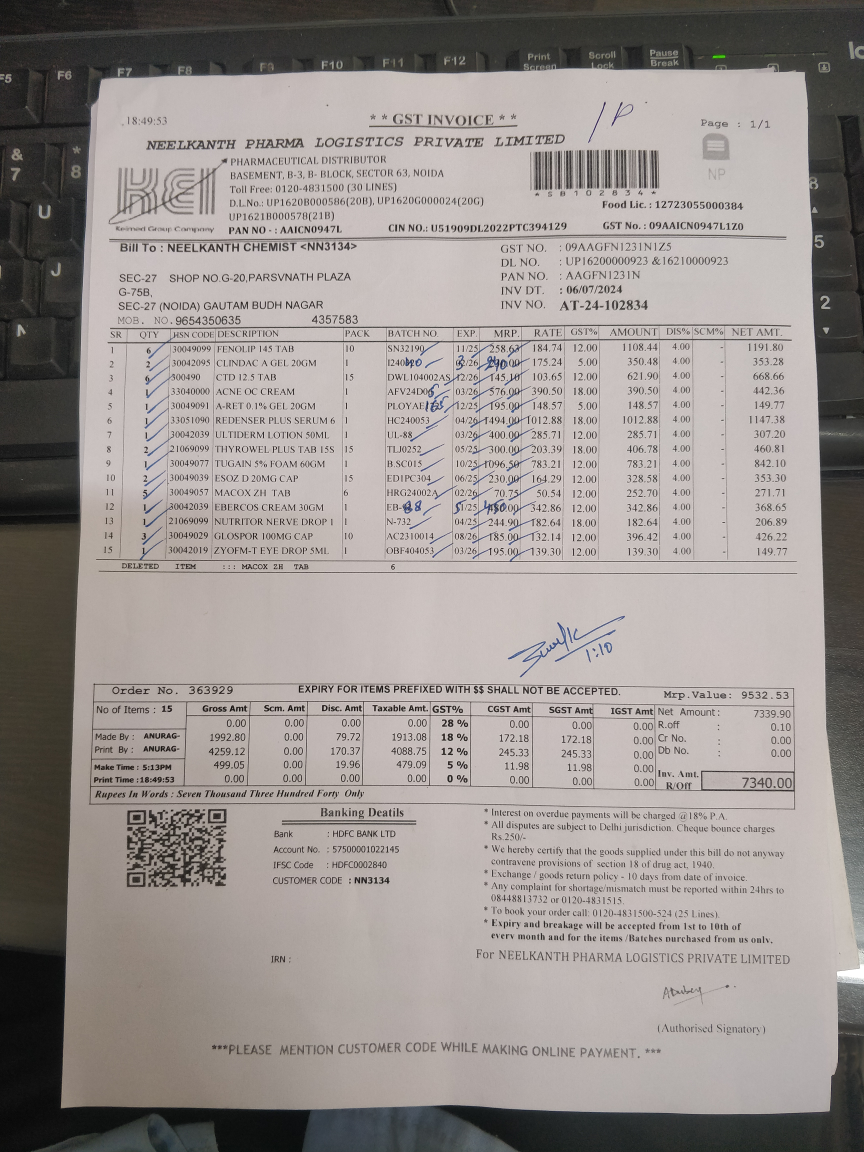 18:49:53
* * GST INVOICE * *
1P
Page : 1/1
NEELKANTH PHARMA LOGISTICS PRIVATE LIMITED
KEI
Keimed Group Company
PHARMACEUTICAL DISTRIBUTOR
BASEMENT, B-3, B- BLOCK, SECTOR 63, NOIDA
Toll Free: 0120-4831500 (30 LINES)
D.L.No.: UP1620B000586(20B), UP1620G000024(20G)
UP1621B000578(21B)
PAN NO - : AAICN0947L
CIN NO.: U51909DL2022PTC394129
* 5 8 1 0 2 8 3 4 *
NP
Food Lic. : 12723055000384
GST No. : 09AAICN0947L1Z0
Bill To : NEELKANTH CHEMIST <NN3134>
SEC-27 SHOP NO.G-20,PARSVNATH PLAZA
G-75B,
SEC-27 (NOIDA) GAUTAM BUDH NAGAR
MOB. NO. 9654350635 4357583
GST NO. : 09AAGFN1231N1Z5
DL NO. : UP16200000923 &16210000923
PAN NO. : AAGFN1231N
INV DT. : 06/07/2024
INV NO. AT-24-102834
SR QTY HSN CODE DESCRIPTION PACK BATCH NO. EXP. MRP. RATE GST% AMOUNT DIS% SCM% NET AMT.
1 6 30049099 FENOLIP 145 TAB 10 SN32190 11/25 258.63 184.74 12.00 1108.44 4.00 - 1191.80
2 2 30042095 CLINDAC A GEL 20GM 1 /26 175.24 5.00 350.48 4.00 - 353.28
3 300490 CTD 12.5 TAB 15 DWL104002AS 12/26 145.10 103.65 12.00 621.90 4.00 - 668.66
4 1 33040000 ACNE OC CREAM 1 03/26 576.00 390.50 18.00 390.50 4.00 - 442.36
5 1 30049091 A-RET 0.1% GEL 20GM 1 12/25 195.00 148.57 5.00 148.57 4.00 - 149.77
6 1 33051090 REDENSER PLUS SERUM 6 1 HC240053 04/26 1494.00 1012.88 18.00 1012.88 4.00 - 1147.38
7 1 30042039 ULTIDERM LOTION 50ML 1 UL-88 03/26 400.00 285.71 12.00 285.71 4.00 - 307.20
8 2 21069099 THYROWEL PLUS TAB 15S 15 TLJ0252 05/25 300.00 203.39 18.00 406.78 4.00 - 460.81
9 1 30049077 TUGAIN 5% FOAM 60GM 1 B.SC015 10/25 1096.50 783.21 12.00 783.21 4.00 - 842.10
10 2 30049039 ESOZ D 20MG CAP 15 ED1PC304 06/25 230.00 164.29 12.00 328.58 4.00 - 353.30
11 5 30049057 MACOX ZH TAB 6 HRG24002A 02/26 70.75 50.54 12.00 252.70 4.00 - 271.71
12 1 30042039 EBERCOS CREAM 30GM 1 342.86 12.00 342.86 4.00 - 368.65
13 1 21069099 NUTRITOR NERVE DROP 1 1 N-732 04/25 244.90 182.64 18.00 182.64 4.00 - 206.89
14 3 30049029 GLOSPOR 100MG CAP 10 AC2310014 08/26 185.00 132.14 12.00 396.42 4.00 - 426.22
15 1 30042019 ZYOFM-T EYE DROP 5ML 1 OBF404053 03/26 195.00 139.30 12.00 139.30 4.00 - 149.77
DELETED ITEM ::: MACOX ZH TAB 6
1:10
Order No. 363929 EXPIRY FOR ITEMS PREFIXED WITH $$ SHALL NOT BE ACCEPTED. Mrp.Value: 9532.53
No of Items : 15 Gross Amt Scm. Amt Disc. Amt Taxable Amt. GST% CGST Amt SGST Amt IGST Amt Net Amount: 7339.90
0.00 0.00 0.00 0.00 28 % 0.00 0.00 0.00 R.off 0.10
Made By : ANURAG- 1992.80 0.00 79.72 1913.08 18 % 172.18 172.18 0.00 Cr No. 0.00
Print By : ANURAG- 4259.12 0.00 170.37 4088.75 12 % 245.33 245.33 0.00 Db No. 0.00
Make Time : 5:13PM 499.05 0.00 19.96 479.09 5 % 11.98 11.98 0.00
Print Time :18:49:53 0.00 0.00 0.00 0.00 0 % 0.00 0.00 0.00 Inv. Amt. R/Off 7340.00
Rupees In Words : Seven Thousand Three Hundred Forty Only
Banking Deatils
Bank : HDFC BANK LTD
Account No. : 57500001022145
IFSC Code : HDFC0002840
CUSTOMER CODE : NN3134
* Interest on overdue payments will be charged @18% P.A.
* All disputes are subject to Delhi jurisdiction. Cheque bounce charges
Rs.250/-
* We hereby certify that the goods supplied under this bill do not anyway
contravene provisions of section 18 of drug act, 1940.
* Exchange / goods return policy - 10 days from date of invoice.
* Any complaint for shortage/mismatch must be reported within 24hrs to
08448813732 or 0120-4831515.
* To book your order call: 0120-4831500-524 (25 Lines).
* Expiry and breakage will be accepted from 1st to 10th of
every month and for the items /Batches purchased from us only.
IRN :
For NEELKANTH PHARMA LOGISTICS PRIVATE LIMITED
ADubey
(Authorised Signatory)
***PLEASE MENTION CUSTOMER CODE WHILE MAKING ONLINE PAYMENT. ***
F5
F6
F7
F8
F9
F10
F11
F12
Print
Screen
Scroll
Lock
Pause
Break
&
7
*
8
U
J
N
8
5
2